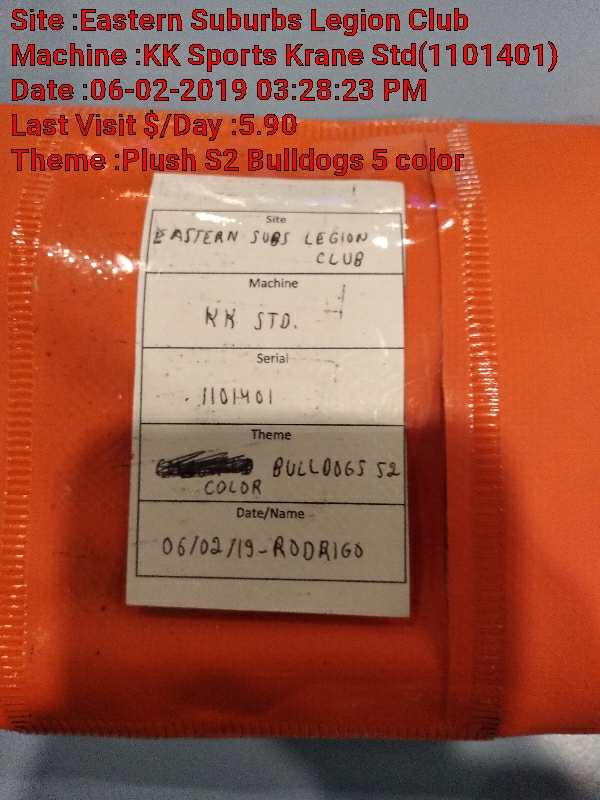 Site :Eastern Suburbs Legion Club
Machine :KK Sports Krane Std(1101401)
Date :06-02-2019 03:28:23 PM
Last Visit $/Day :5.90
Theme :Plush S2 Bulldogs 5 color
Site
EASTERN SUBS LEGION
CLUB
Machine
KK STD.
Serial
1101401
Theme
BULLDOGS S2
COLOR
Date/Name
06/02/19-RODRIGO